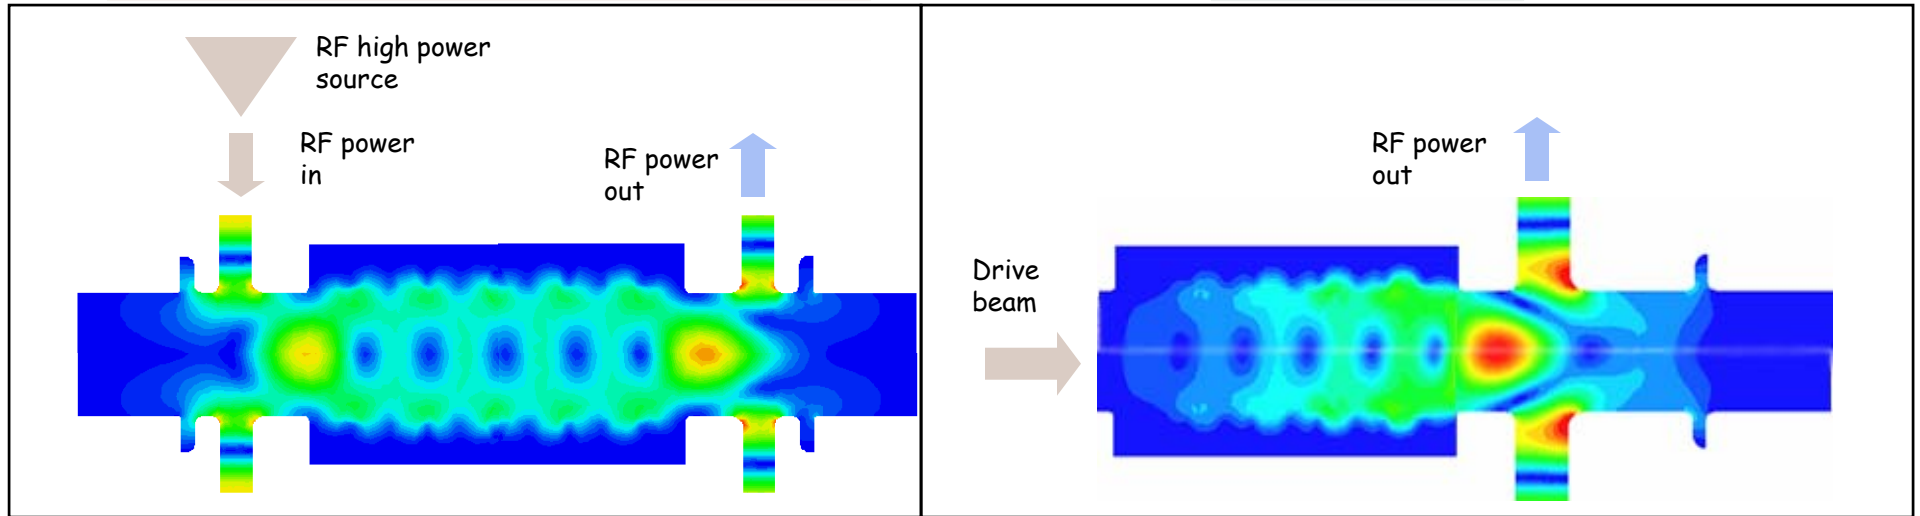 RF high power
source
RF power
in
RF power
out
RF power
out
Drive
beam